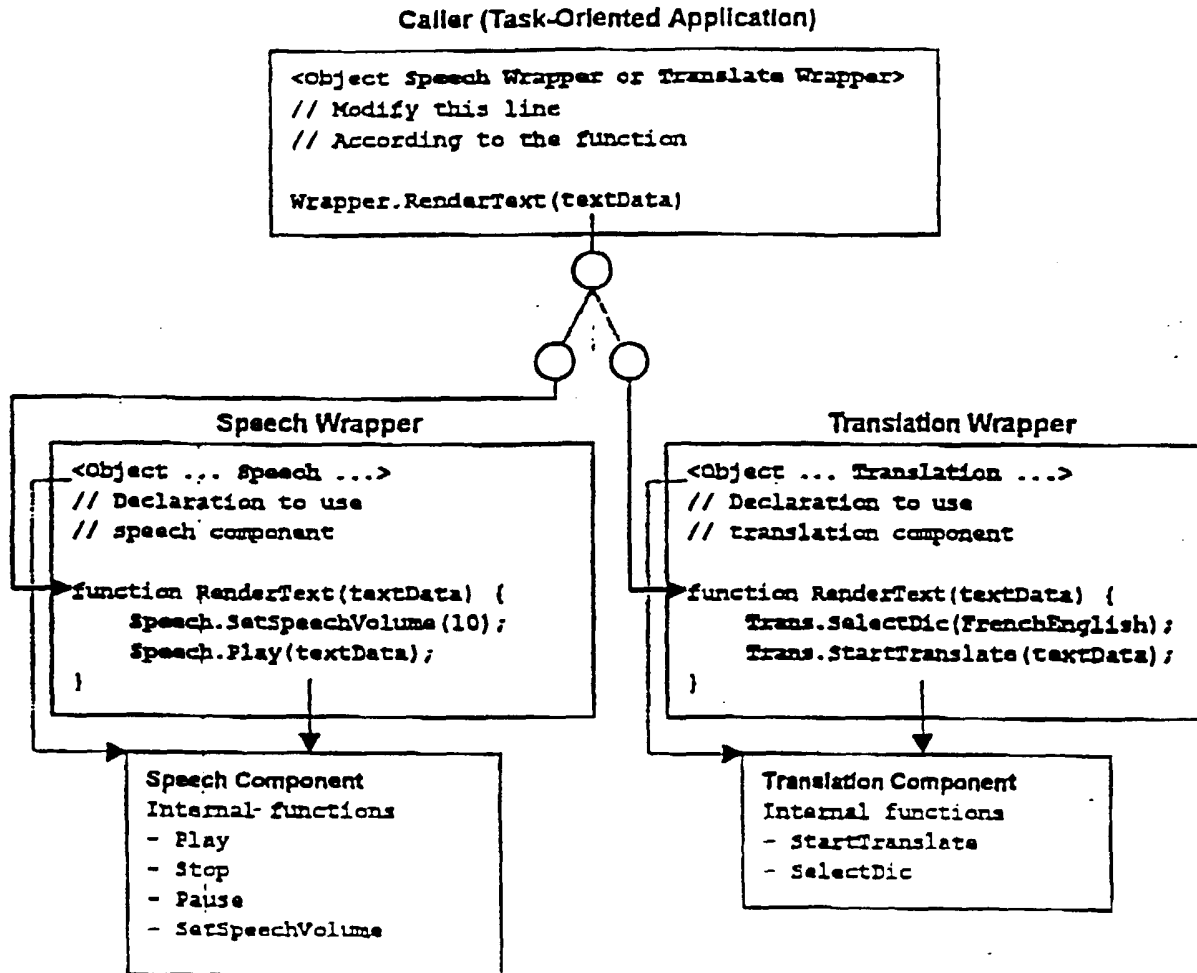 Caller (Task-Oriented Application)
<Object Speech Wrapper or Translate Wrapper>
// Modify this line
// According to the function
Wrapper.RenderText(textData)
Speech Wrapper
<Object ... Speech ...>
// Declaration to use
// speech component
function RenderText(textData) {
Speech.SetSpeechVolume(10);
Speech.Play(textData);
}
Translation Wrapper
<Object ... Translation ...>
// Declaration to use
// translation component
function RenderText(textData) {
Trans.SelectDic(FrenchEnglish);
Trans.StartTranslate(textData);
}
Speech Component
Internal functions
- Play
- Stop
- Pause
- SetSpeechVolume
Translation Component
Internal functions
- StartTranslate
- SelectDic